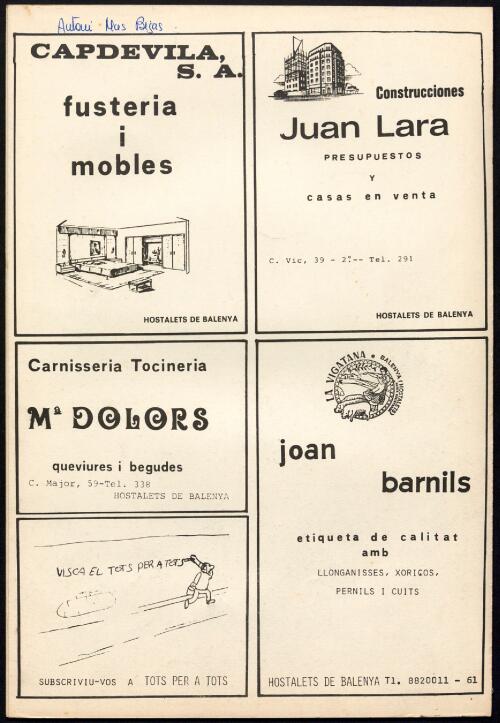 Antoni Mas Bigas
CAPDEVILA,
S. A.
fusteria
i
mobles
HOSTALETS DE BALENYA
Construcciones
Juan Lara
PRESUPUESTOS
Y
casas en venta
C. Vic, 39 - 2º-- Tel. 291
HOSTALETS DE BALENYA
Carnisseria Tocineria
Mª DOLORS
queviures i begudes
C. Major, 59-Tel. 338
HOSTALETS DE BALENYA
LA VIGATANA • BALENYA (HOSTALETS)
joan
barnils
etiqueta de calitat
amb
LLONGANISSES, XORIÇOS,
PERNILS I CUITS
HOSTALETS DE BALENYA Tl. 8820011 - 61
VISCA EL TOTS PER A TOTS
SUBSCRIVIU-VOS A TOTS PER A TOTS